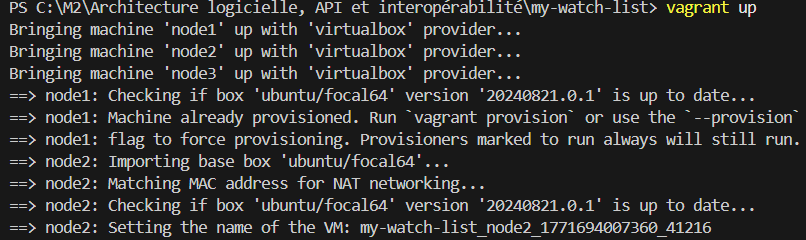 PS C:\M2\Architecture logicielle, API et interopérabilité\my-watch-list> vagrant up
Bringing machine 'node1' up with 'virtualbox' provider...
Bringing machine 'node2' up with 'virtualbox' provider...
Bringing machine 'node3' up with 'virtualbox' provider...
==> node1: Checking if box 'ubuntu/focal64' version '20240821.0.1' is up to date...
==> node1: Machine already provisioned. Run `vagrant provision` or use the `--provision`
==> node1: flag to force provisioning. Provisioners marked to run always will still run.
==> node2: Importing base box 'ubuntu/focal64'...
==> node2: Matching MAC address for NAT networking...
==> node2: Checking if box 'ubuntu/focal64' version '20240821.0.1' is up to date...
==> node2: Setting the name of the VM: my-watch-list_node2_1771694007360_41216